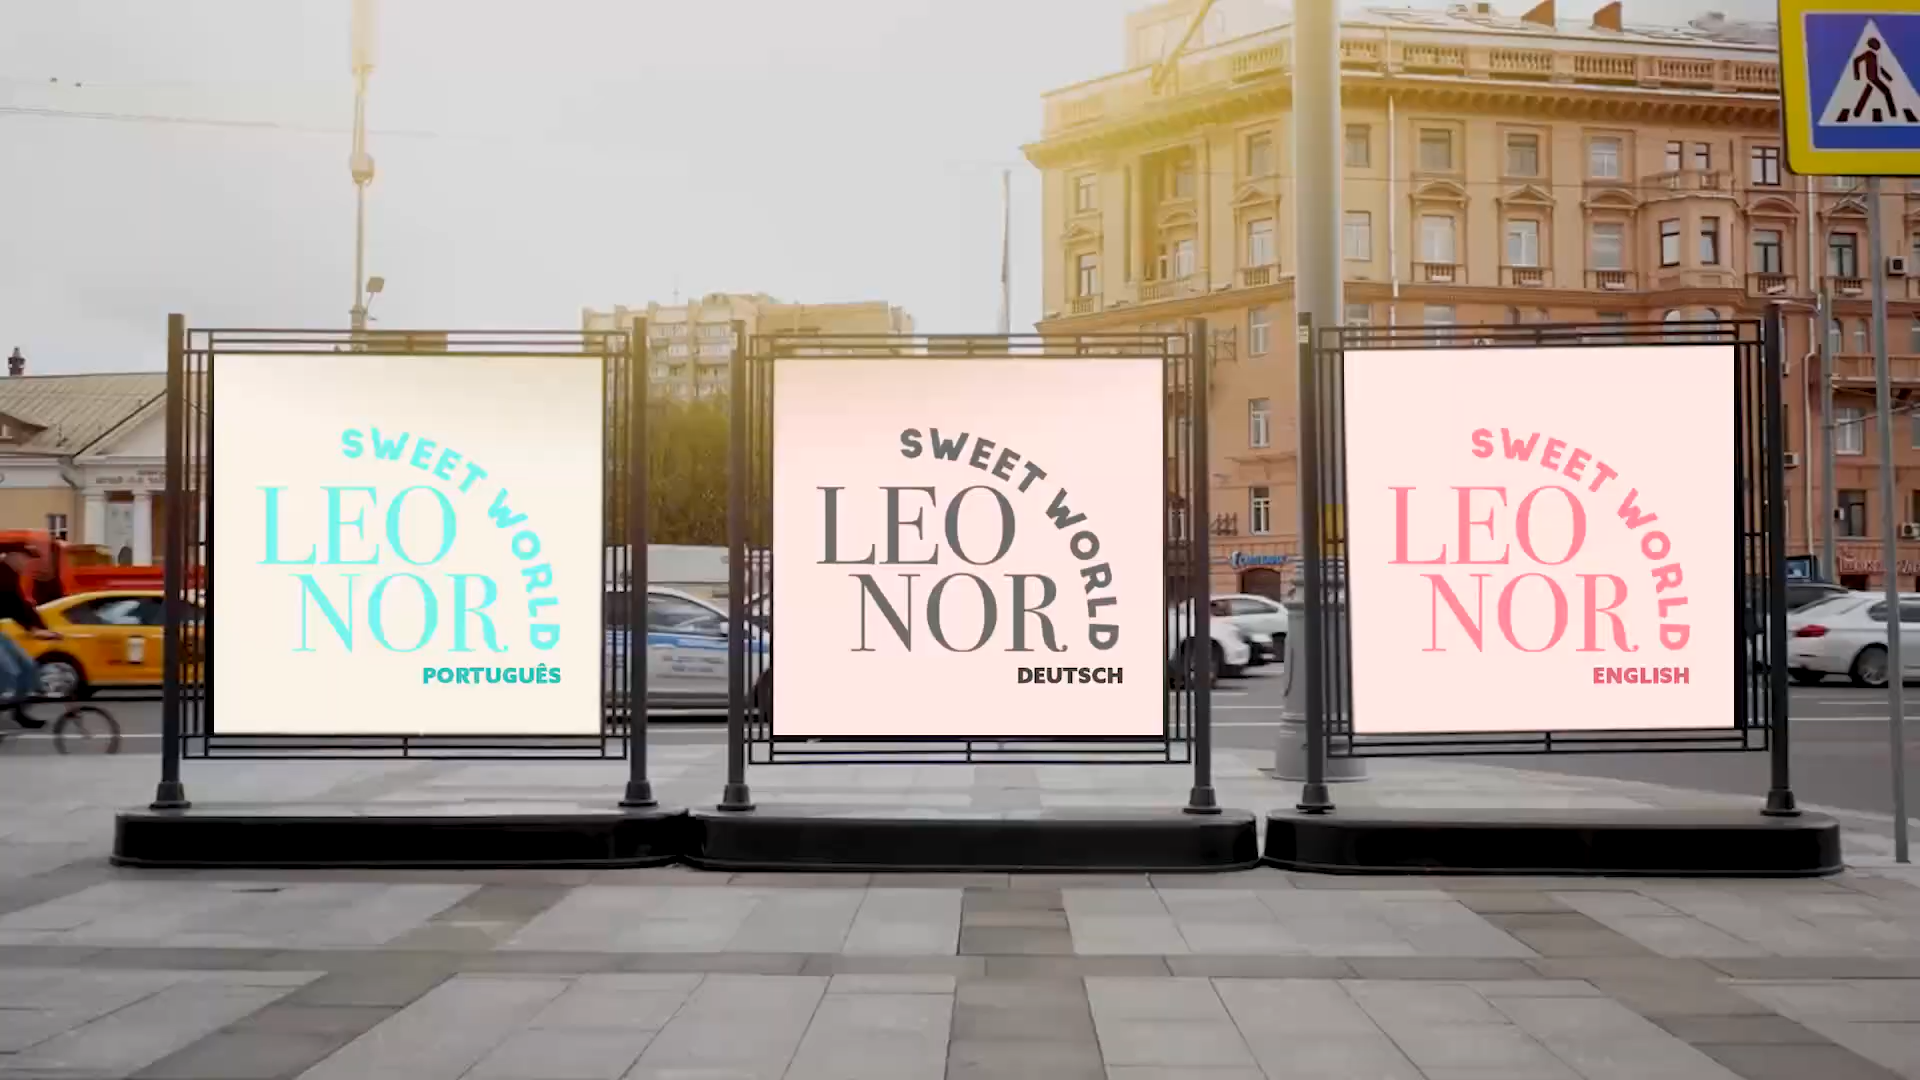 SWEET WORLD
LEO
NOR
PORTUGUÊS
SWEET WORLD
LEO
NOR
DEUTSCH
SWEET WORLD
LEO
NOR
ENGLISH